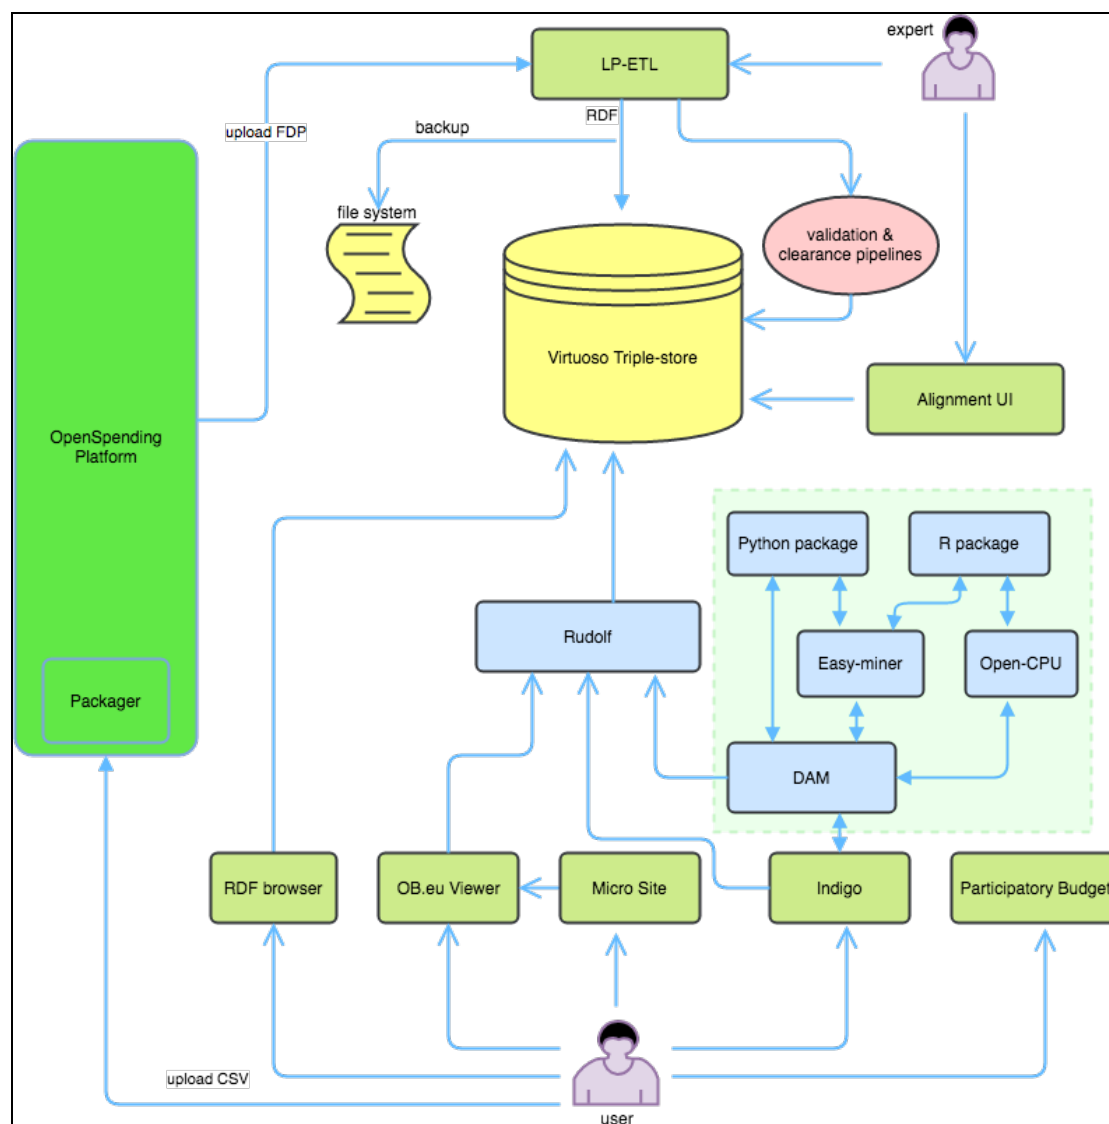 expert
LP-ETL
RDF
upload FDP
backup
file system
validation &
clearance pipelines
Virtuoso Triple-store
Alignment UI
OpenSpending
Platform
Python package
R package
Rudolf
Easy-miner
Open-CPU
Packager
DAM
RDF browser
OB.eu Viewer
Micro Site
Indigo
Participatory Budget
upload CSV
user